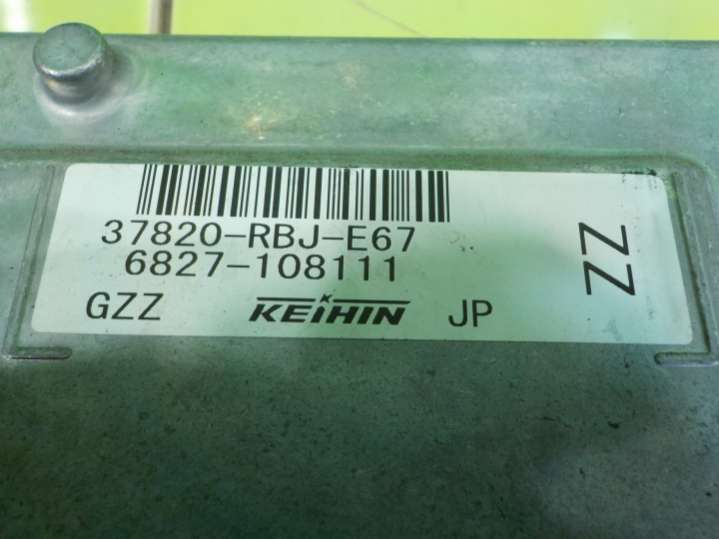 37820-RBJ-E67
6827-108111
GZZ KEIHIN JP
ZZ